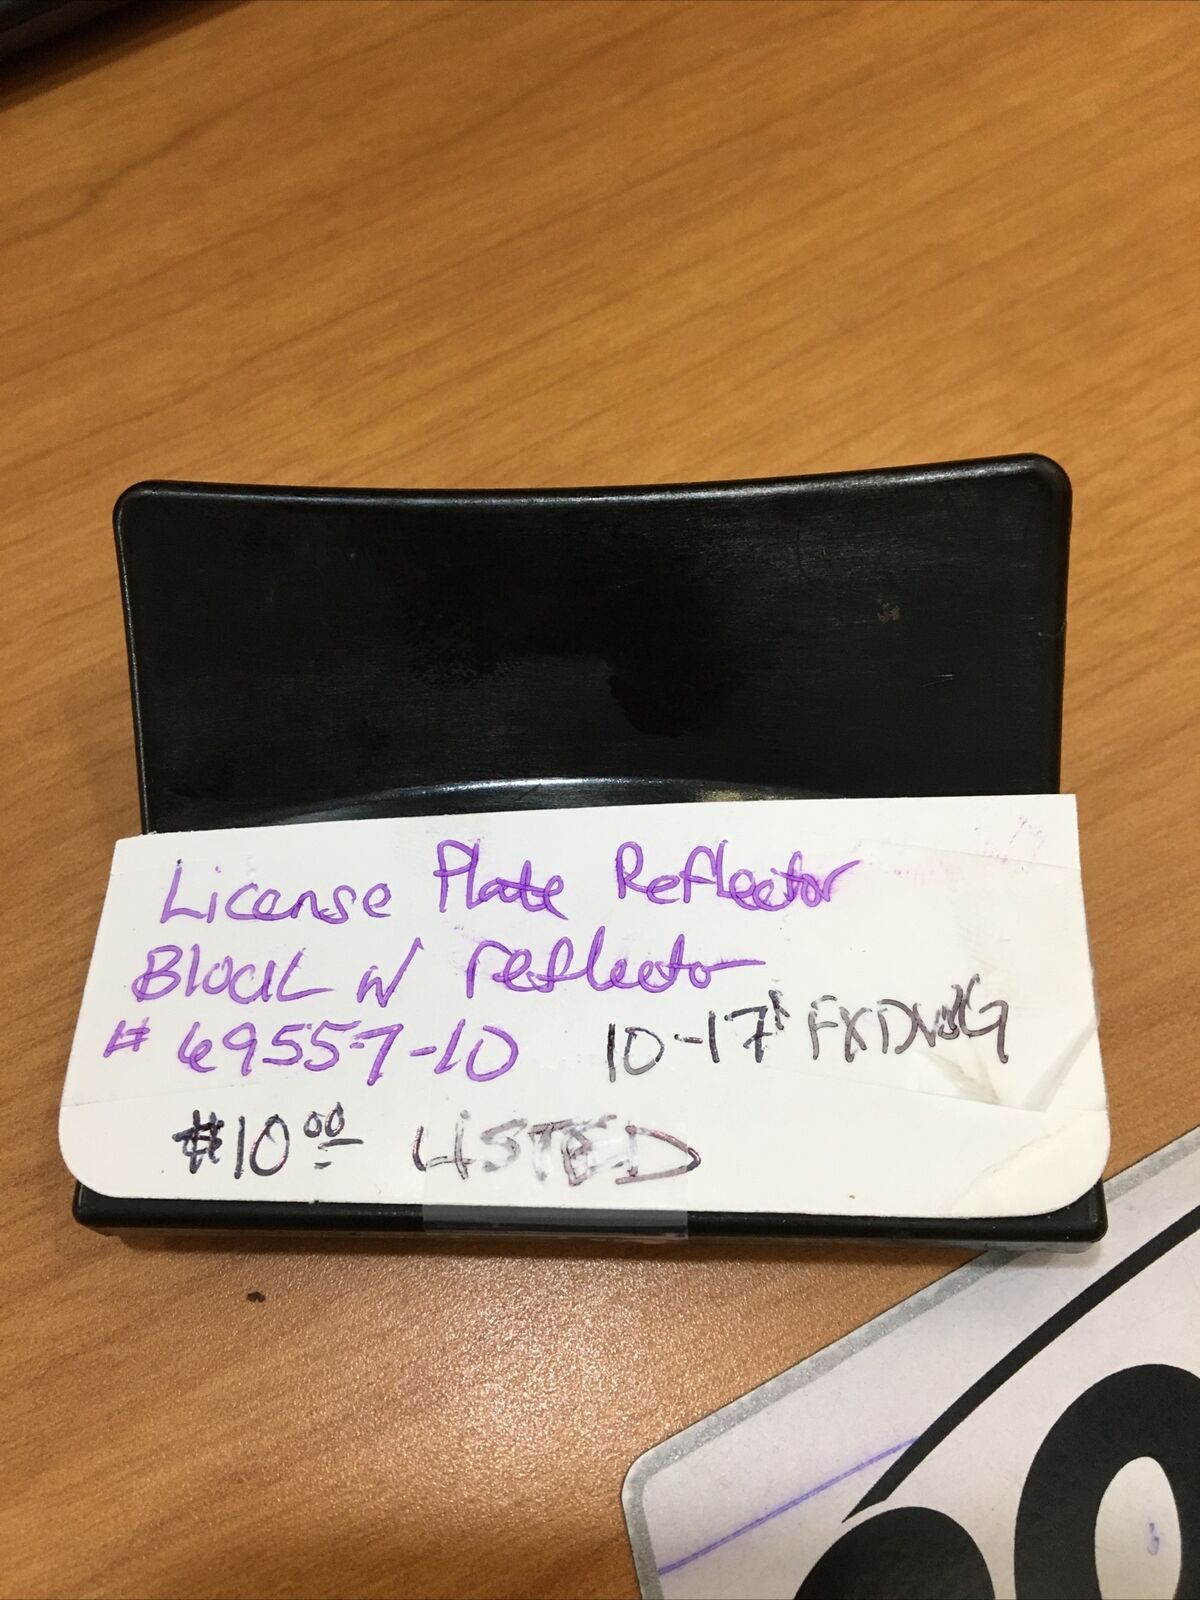 License Plate Reflector
Block w/ reflector
# 69557-10 10-17 FXDWG
$10.00 LISTED